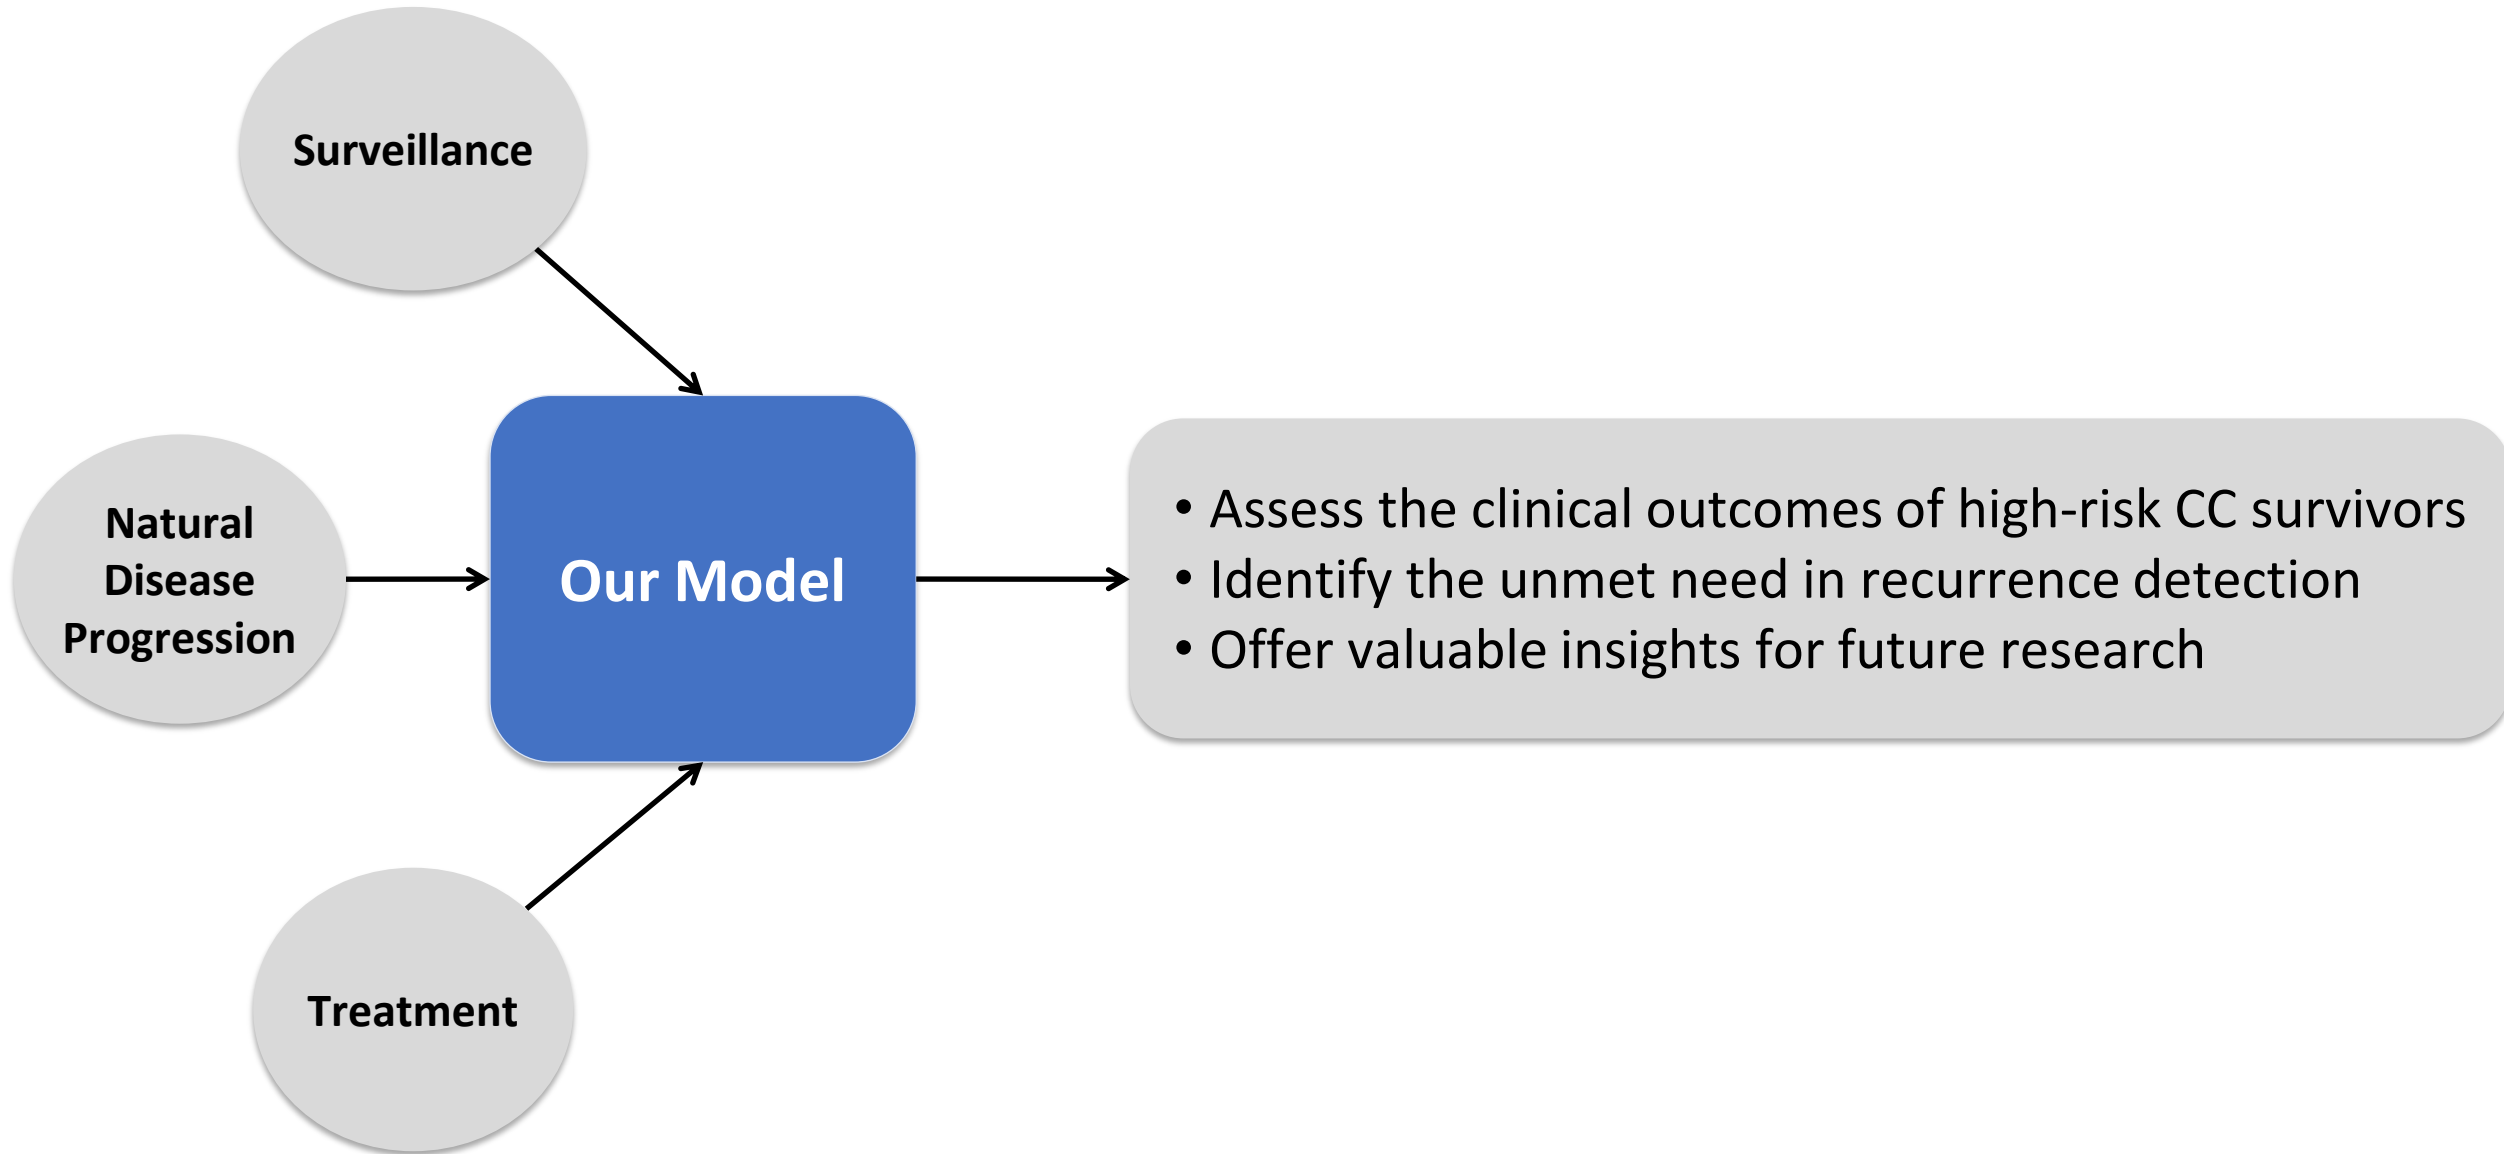 Surveillance
Natural
Disease
Progression
Our Model
• Assess the clinical outcomes of high-risk CC survivors
• Identify the unmet need in recurrence detection
• Offer valuable insights for future research
Treatment